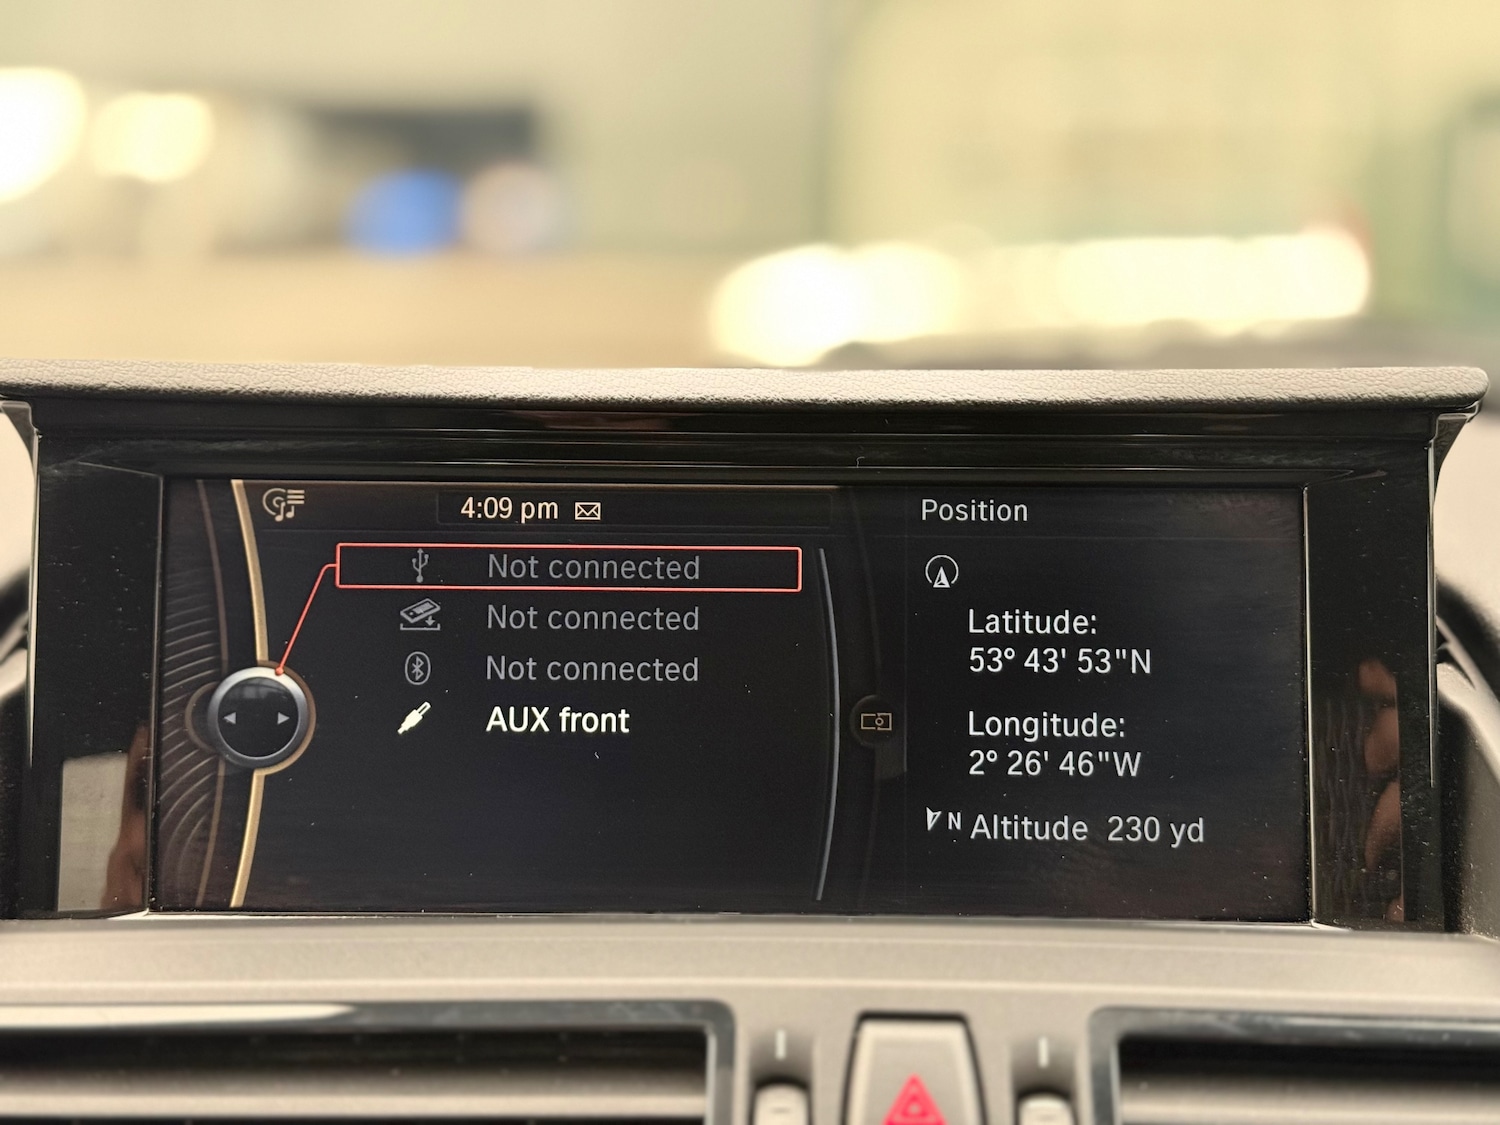 4:09 pm
Not connected
Not connected
Not connected
AUX front
Position
Latitude:
53° 43' 53"N
Longitude:
2° 26' 46"W
N Altitude 230 yd